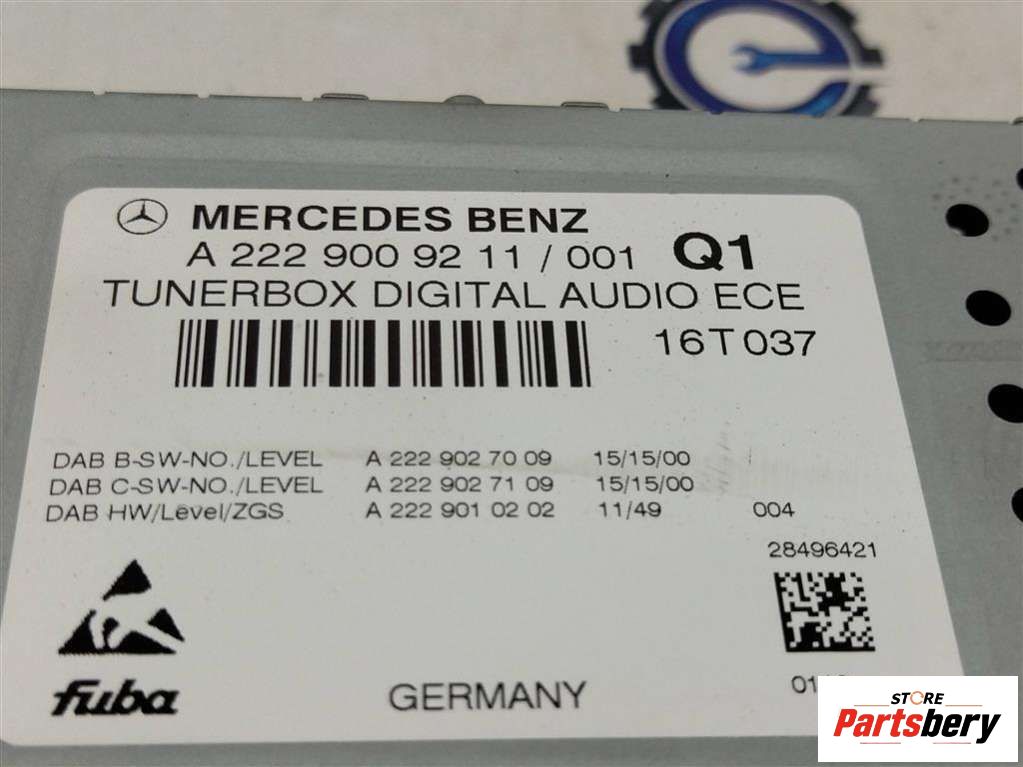 MERCEDES BENZ
A 222 900 92 11 / 001 Q1
TUNERBOX DIGITAL AUDIO ECE
16T037
DAB B-SW-NO./LEVEL A 222 902 70 09 15/15/00
DAB C-SW-NO./LEVEL A 222 902 71 09 15/15/00
DAB HW/Level/ZGS A 222 901 02 02 11/49 004
28496421
fuba
GERMANY
STORE
Partsbery